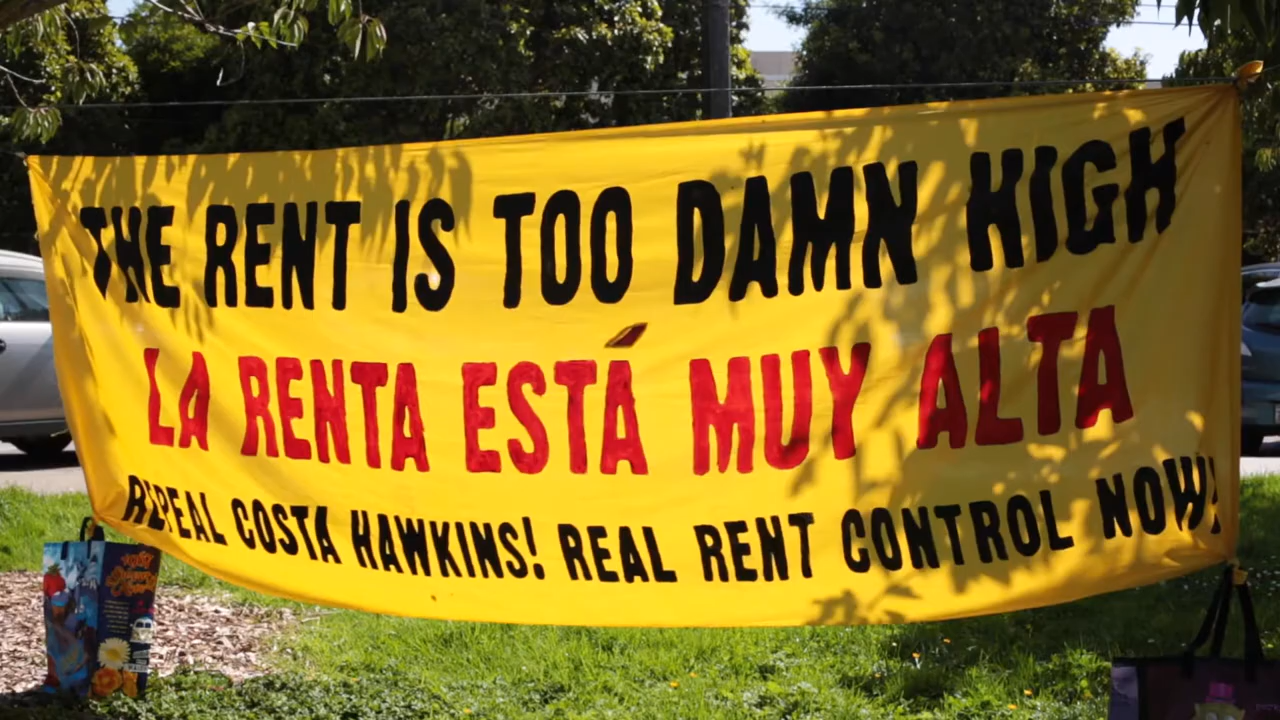 THE RENT IS TOO DAMN HIGH
LA RENTA ESTÁ MUY ALTA
REPEAL COSTA HAWKINS! REAL RENT CONTROL NOW!